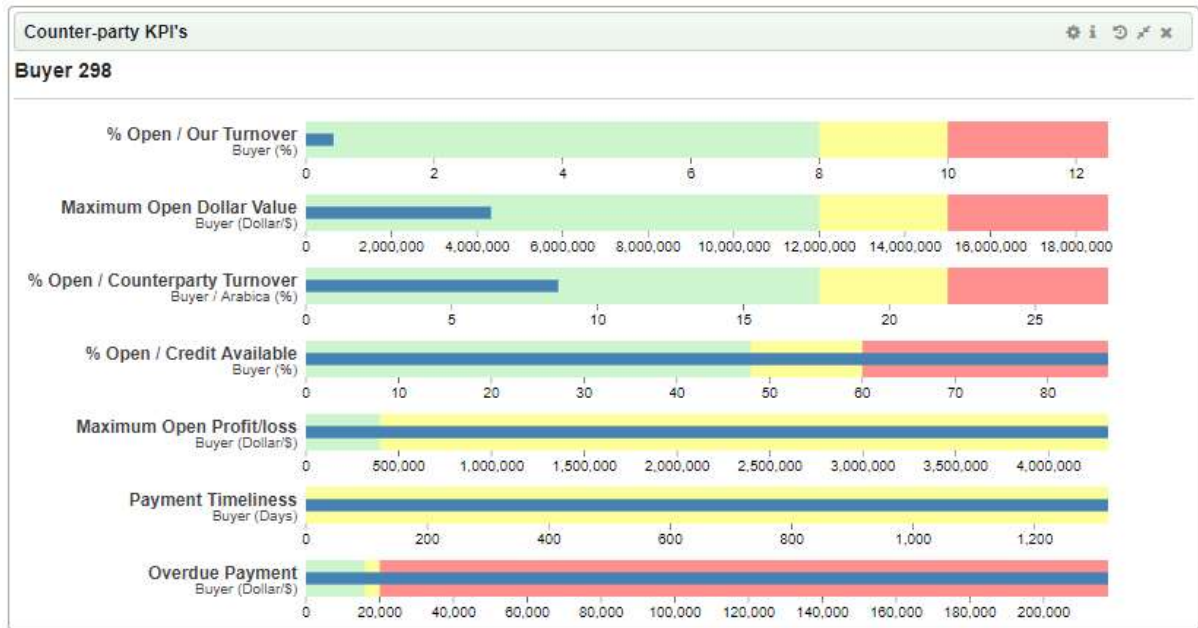 Counter-party KPI's
Buyer 298
% Open / Our Turnover
Buyer (%)
0 2 4 6 8 10 12
Maximum Open Dollar Value
Buyer (Dollar/$)
0 2,000,000 4,000,000 6,000,000 8,000,000 10,000,000 12,000,000 14,000,000 16,000,000 18,000,000
% Open / Counterparty Turnover
Buyer / Arabica (%)
0 5 10 15 20 25
% Open / Credit Available
Buyer (%)
0 10 20 30 40 50 60 70 80
Maximum Open Profit/loss
Buyer (Dollar/$)
0 500,000 1,000,000 1,500,000 2,000,000 2,500,000 3,000,000 3,500,000 4,000,000
Payment Timeliness
Buyer (Days)
0 200 400 600 800 1,000 1,200
Overdue Payment
Buyer (Dollar/$)
0 20,000 40,000 60,000 80,000 100,000 120,000 140,000 160,000 180,000 200,000